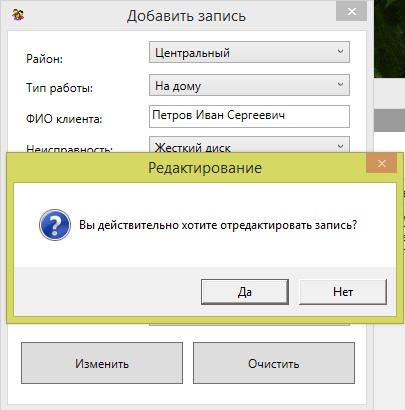 Добавить запись
Район: Центральный
Тип работы: На дому
ФИО клиента: Петров Иван Сергеевич
Неисправность: Жесткий диск
Редактирование
Вы действительно хотите отредактировать запись?
Да Нет
Изменить Очистить